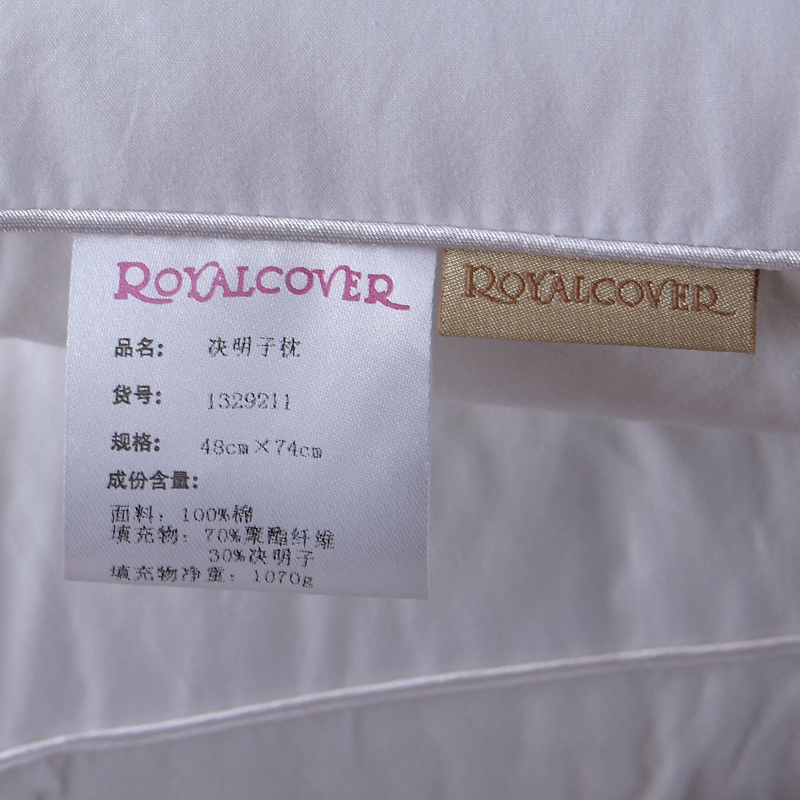 ROYALCOVER
ROYALCOVER
品名： 决明子枕
货号： 1329211
规格： 48cm×74cm
成份含量：
面料：100%棉
填充物：70%聚酯纤维
30%决明子
填充物净重：1070g